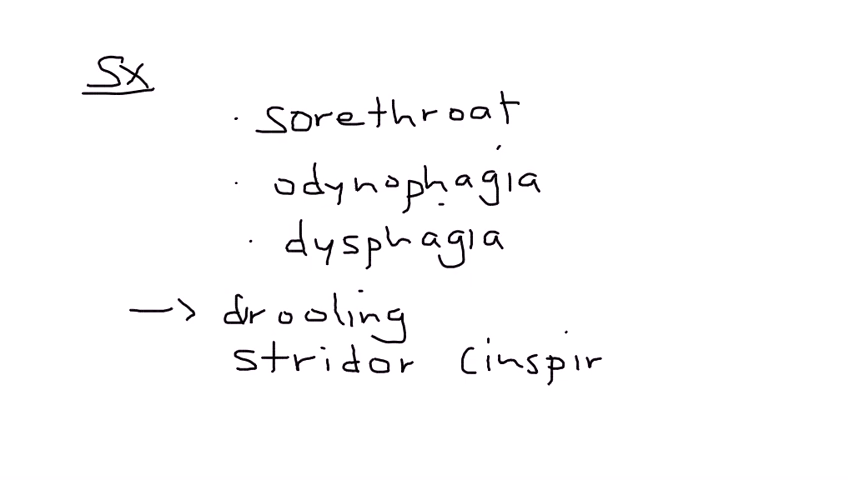 Sx
· sorethroat
· odynophagia
· dysphagia
→ drooling
stridor (inspir